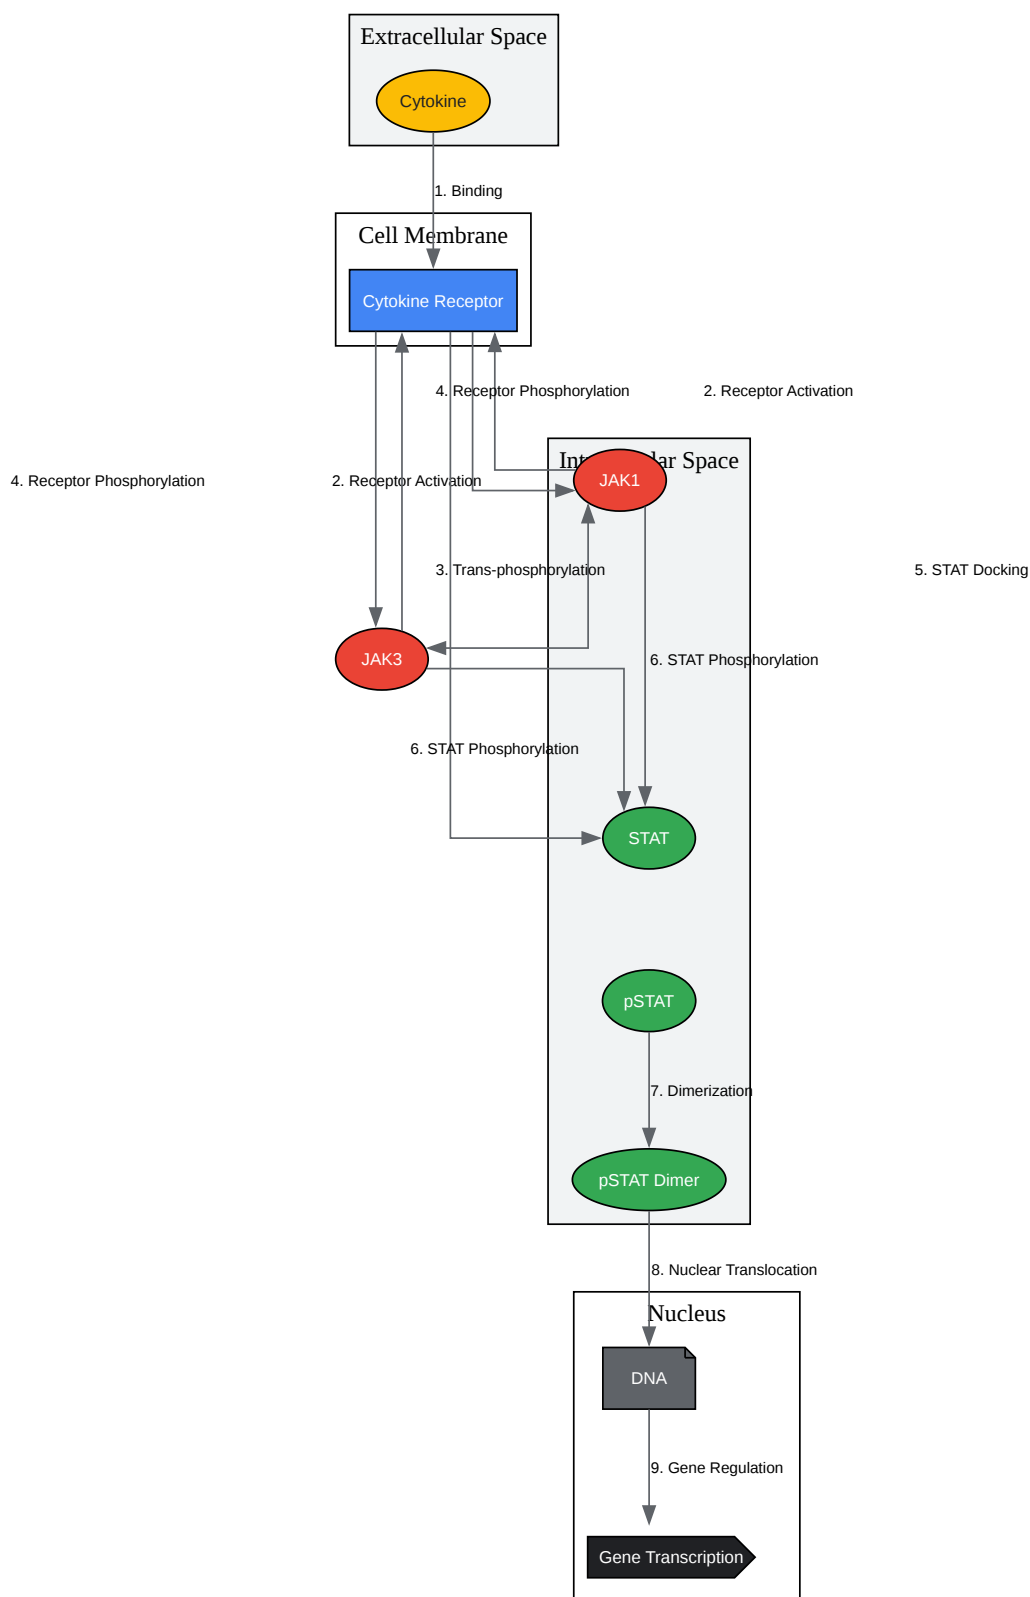 Extracellular Space
Cytokine
1. Binding
Cell Membrane
Cytokine Receptor
4. Receptor Phosphorylation
2. Receptor Activation
Space
JAK1
4. Receptor Phosphorylation
2. Receptor Activation
3. Trans-phosphorylation
5. STAT Docking
JAK3
6. STAT Phosphorylation
6. STAT Phosphorylation
STAT
pSTAT
7. Dimerization
pSTAT Dimer
8. Nuclear Translocation
Nucleus
DNA
9. Gene Regulation
Gene Transcription